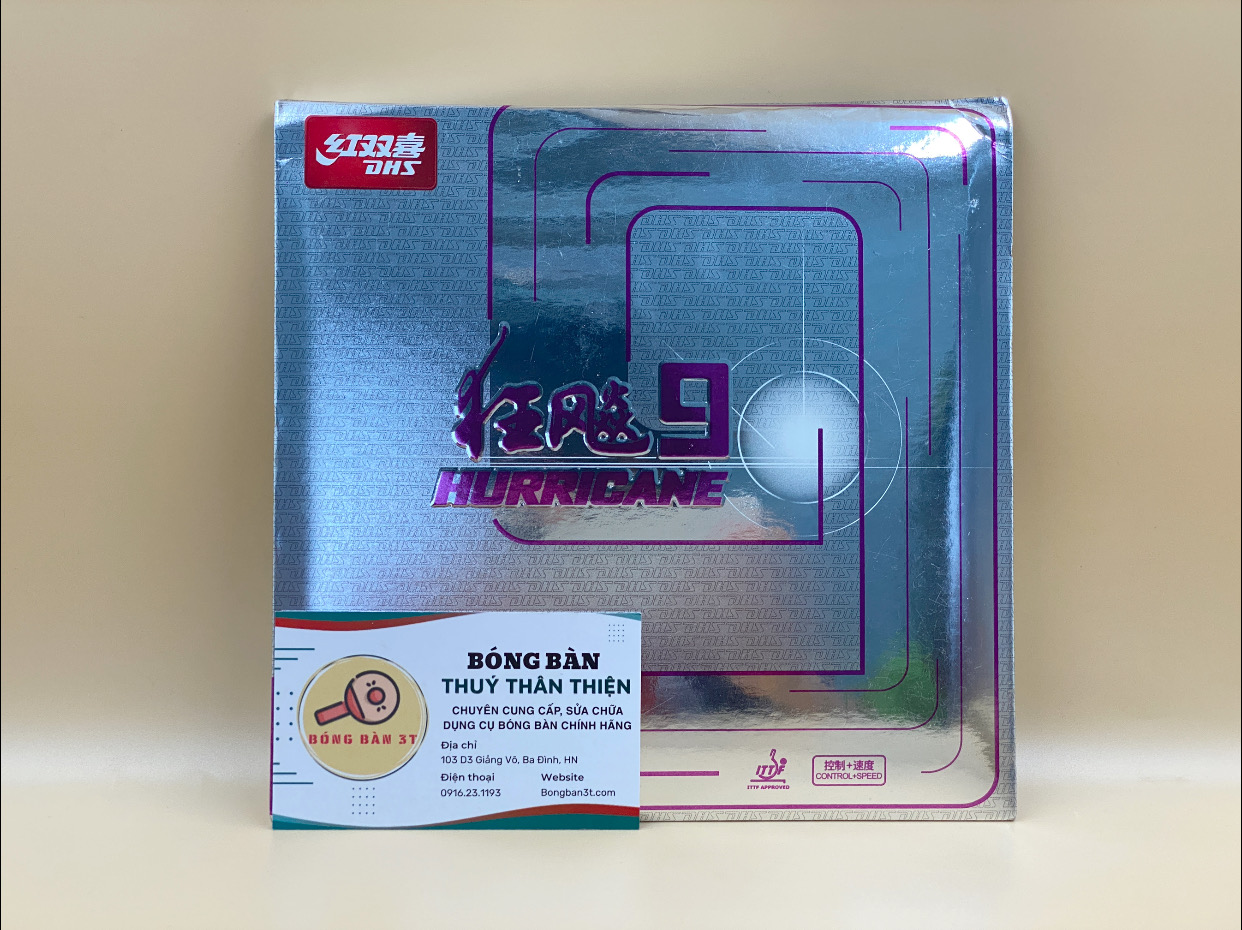 红双喜
DHS
狂飚9
HURRICANE
ITTF
ITTF APPROVED
控制+速度
CONTROL+SPEED
BÓNG BÀN
THUÝ THÂN THIỆN
CHUYÊN CUNG CẤP, SỬA CHỮA
DỤNG CỤ BÓNG BÀN CHÍNH HÃNG
Địa chỉ
103 D3 Giảng Võ, Ba Đình, HN
Điện thoại Website
0916.23.1193 Bongban3t.com
BÓNG BÀN 3T